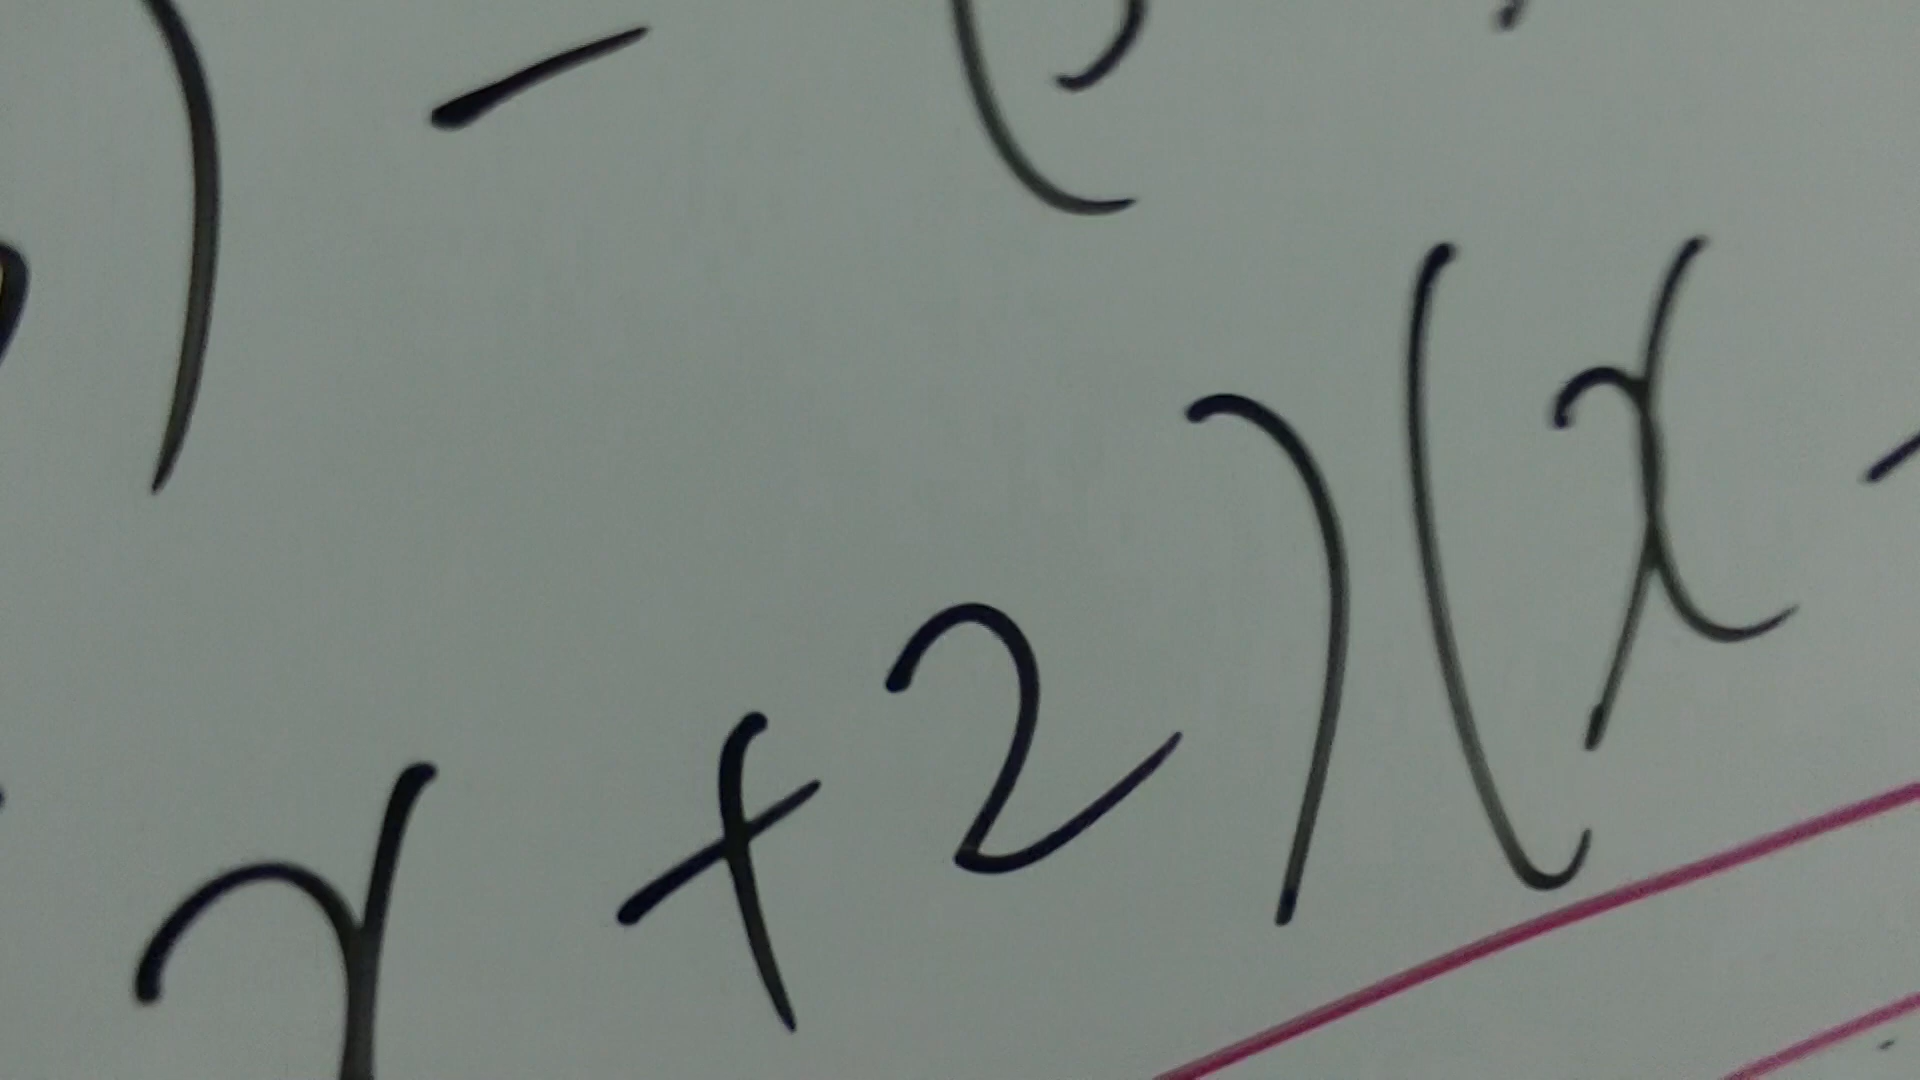 ) - (
x + 2)(x -